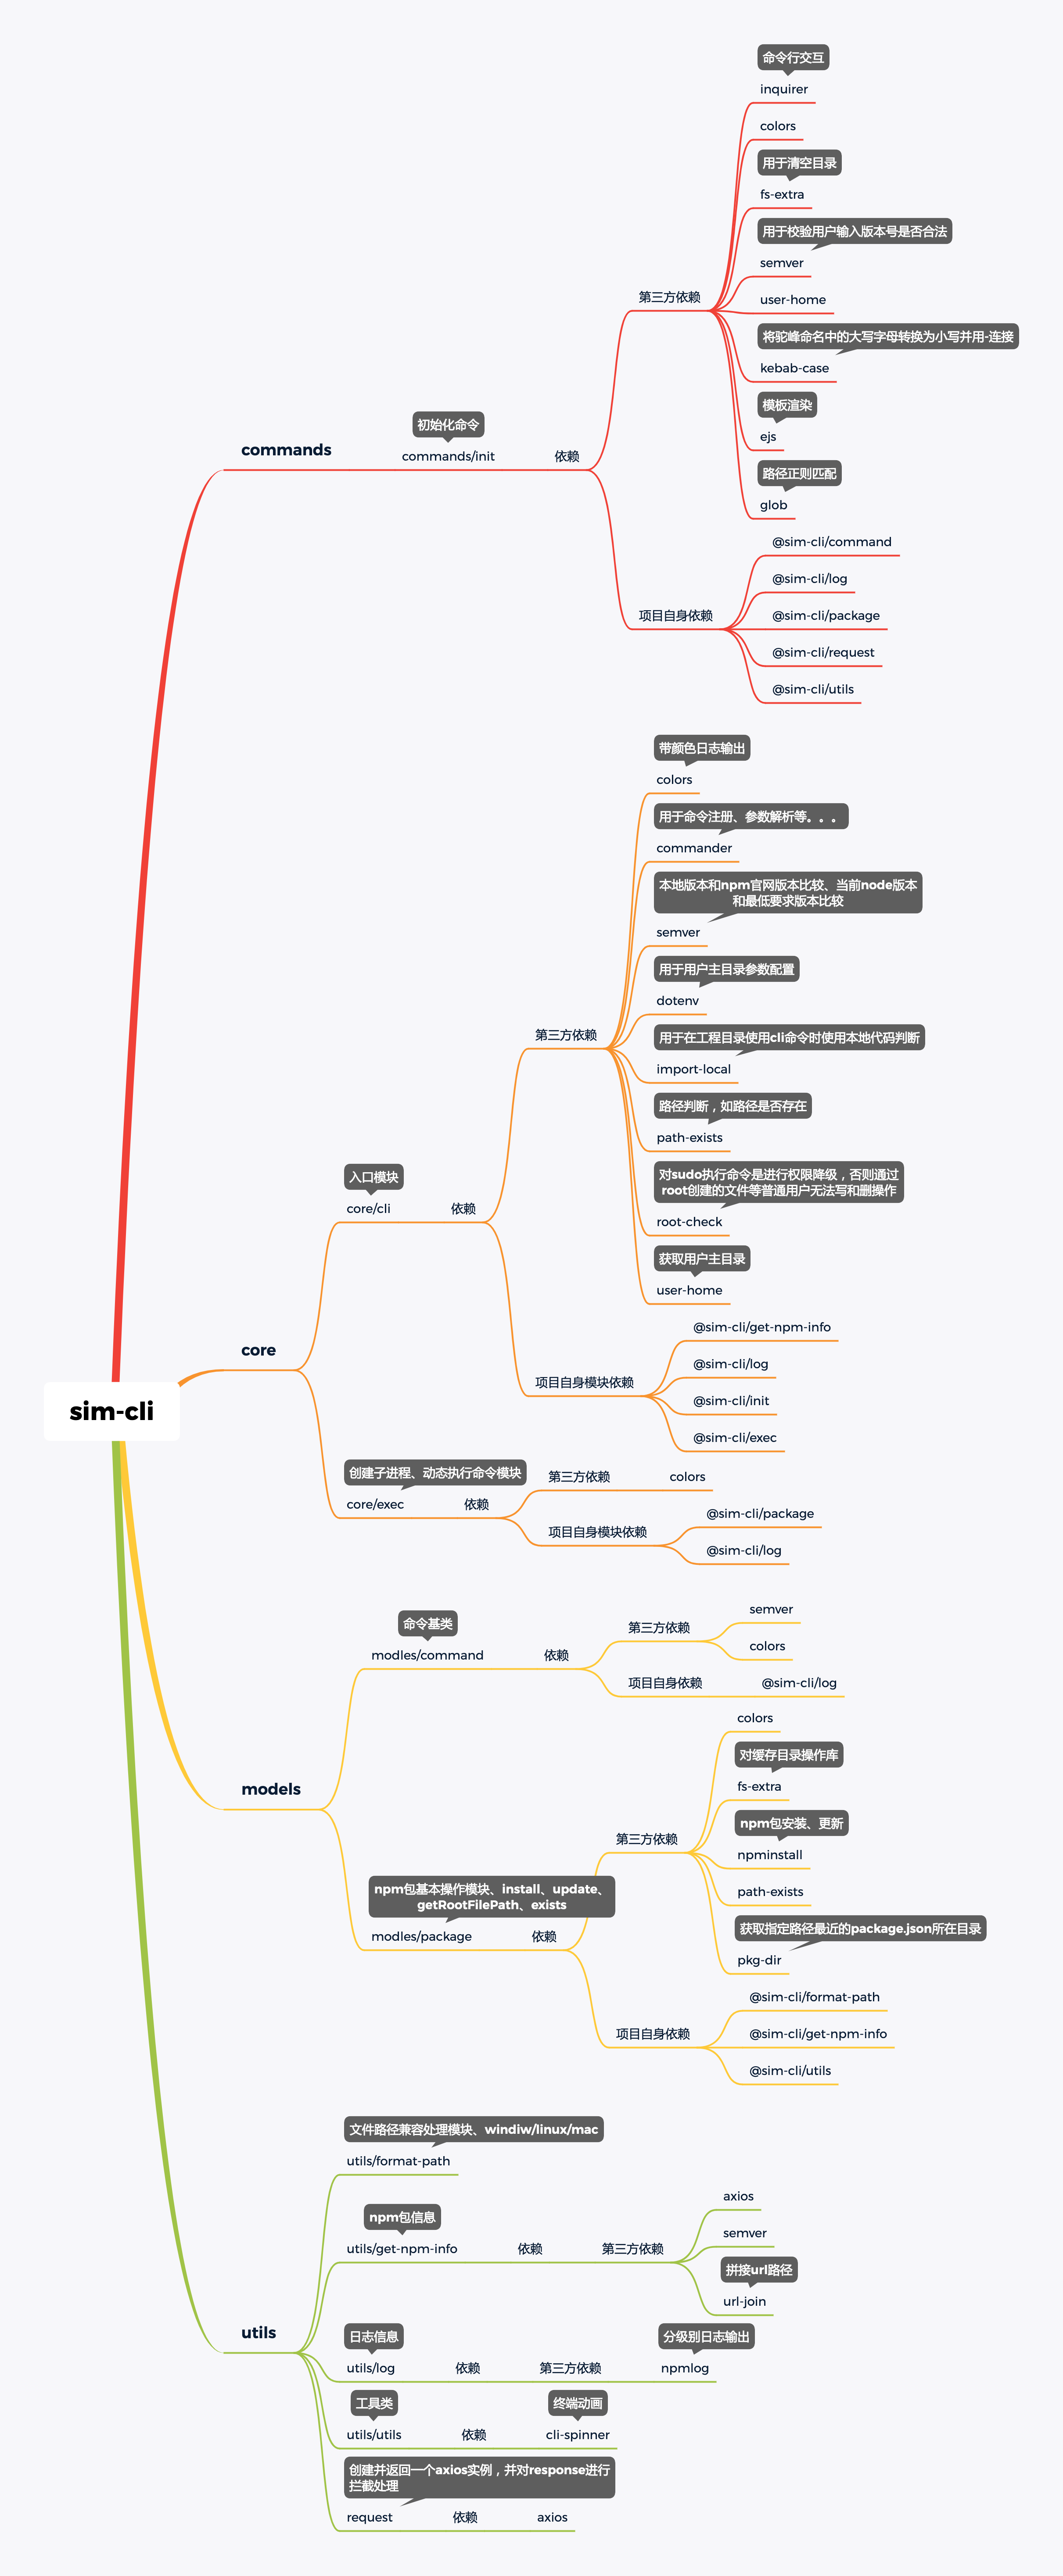 命令行交互
inquirer
colors
用于清空目录
fs-extra
用于校验用户输入版本号是否合法
semver
第三方依赖
user-home
将驼峰命名中的大写字母转换为小写并用-连接
kebab-case
模板渲染
ejs
初始化命令
commands
commands/init
依赖
路径正则匹配
glob
@sim-cli/command
@sim-cli/log
项目自身依赖
@sim-cli/package
@sim-cli/request
@sim-cli/utils
带颜色日志输出
colors
用于命令注册、参数解析等。。。
commander
本地版本和npm官网版本比较、当前node版本
和最低要求版本比较
semver
用于用户主目录参数配置
dotenv
第三方依赖
用于在工程目录使用cli命令时使用本地代码判断
import-local
路径判断，如路径是否存在
path-exists
对sudo执行命令是进行权限降级，否则通过
root创建的文件等普通用户无法写和删操作
入口模块
core/cli
依赖
root-check
获取用户主目录
user-home
@sim-cli/get-npm-info
core
@sim-cli/log
项目自身模块依赖
@sim-cli/init
sim-cli
@sim-cli/exec
创建子进程、动态执行命令模块
core/exec
依赖
第三方依赖
colors
项目自身模块依赖
@sim-cli/package
@sim-cli/log
命令基类
modles/command
依赖
第三方依赖
semver
colors
项目自身依赖
@sim-cli/log
models
colors
对缓存目录操作库
fs-extra
npm包安装、更新
第三方依赖
npminstall
path-exists
npm包基本操作模块、install、update、
getRootFilePath、exists
modles/package
依赖
获取指定路径最近的package.json所在目录
pkg-dir
@sim-cli/format-path
项目自身依赖
@sim-cli/get-npm-info
@sim-cli/utils
文件路径兼容处理模块、windiw/linux/mac
utils/format-path
npm包信息
utils/get-npm-info
依赖
第三方依赖
axios
semver
拼接url路径
url-join
utils
日志信息
utils/log
依赖
第三方依赖
分级别日志输出
npmlog
工具类
utils/utils
依赖
终端动画
cli-spinner
创建并返回一个axios实例，并对response进行
拦截处理
request
依赖
axios